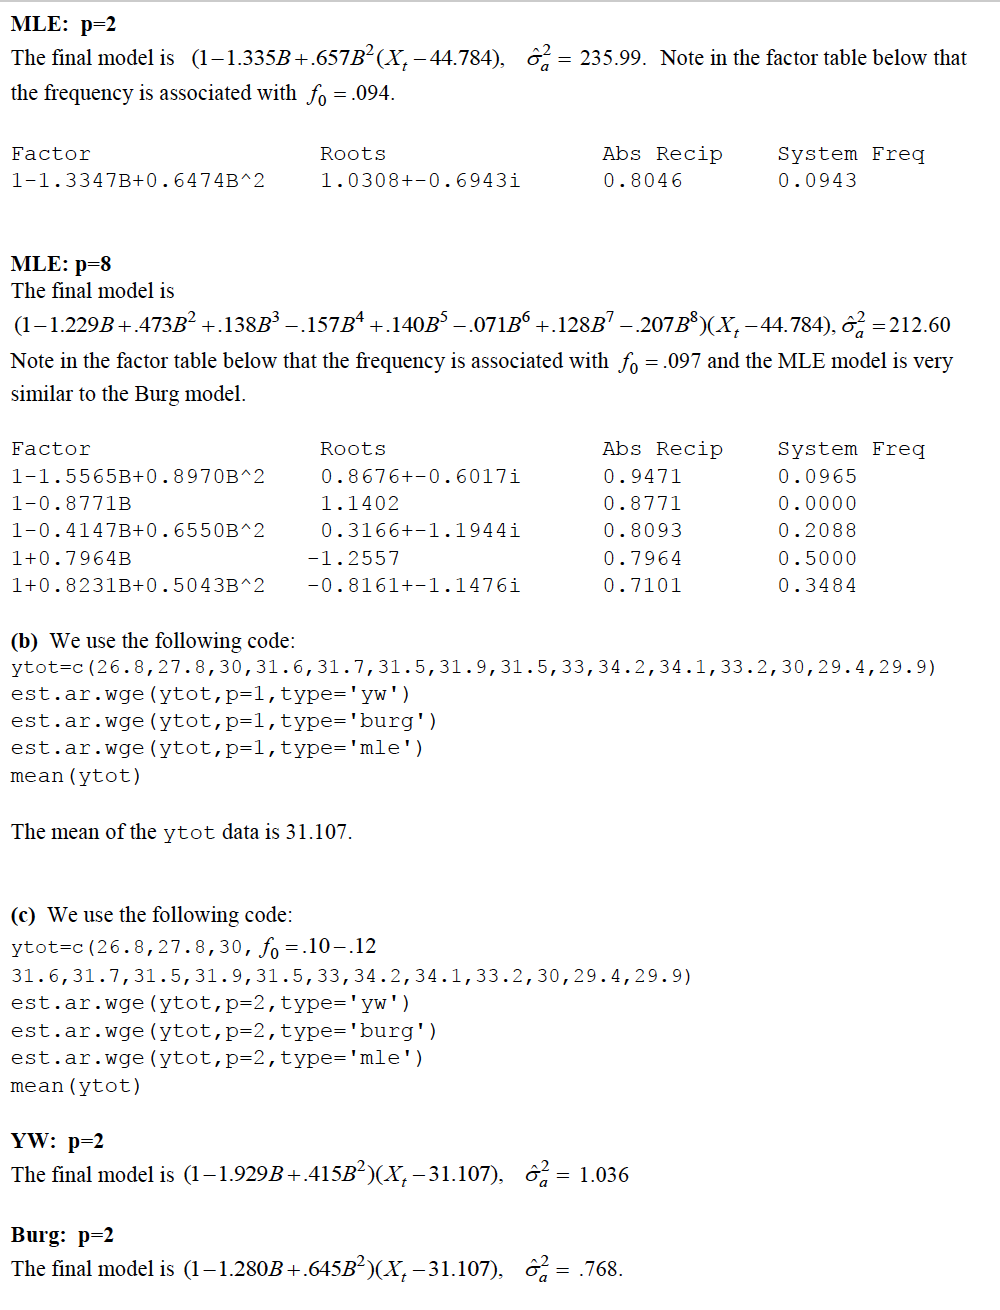 MLE: p=2
The final model is (1−1.335B+.657B²(Xₜ−44.784), σ̂ₐ² = 235.99. Note in the factor table below that
the frequency is associated with f₀ = .094.
Factor Roots Abs Recip System Freq
1-1.3347B+0.6474B^2 1.0308+-0.6943i 0.8046 0.0943
MLE: p=8
The final model is
(1−1.229B+.473B²+.138B³−.157B⁴+.140B⁵−.071B⁶+.128B⁷−.207B⁸)(Xₜ−44.784), σ̂ₐ² =212.60
Note in the factor table below that the frequency is associated with f₀ = .097 and the MLE model is very
similar to the Burg model.
Factor Roots Abs Recip System Freq
1-1.5565B+0.8970B^2 0.8676+-0.6017i 0.9471 0.0965
1-0.8771B 1.1402 0.8771 0.0000
1-0.4147B+0.6550B^2 0.3166+-1.1944i 0.8093 0.2088
1+0.7964B -1.2557 0.7964 0.5000
1+0.8231B+0.5043B^2 -0.8161+-1.1476i 0.7101 0.3484
(b) We use the following code:
ytot=c(26.8,27.8,30,31.6,31.7,31.5,31.9,31.5,33,34.2,34.1,33.2,30,29.4,29.9)
est.ar.wge(ytot,p=1,type='yw')
est.ar.wge(ytot,p=1,type='burg')
est.ar.wge(ytot,p=1,type='mle')
mean(ytot)
The mean of the ytot data is 31.107.
(c) We use the following code:
ytot=c(26.8,27.8,30, f₀ =.10−.12
31.6,31.7,31.5,31.9,31.5,33,34.2,34.1,33.2,30,29.4,29.9)
est.ar.wge(ytot,p=2,type='yw')
est.ar.wge(ytot,p=2,type='burg')
est.ar.wge(ytot,p=2,type='mle')
mean(ytot)
YW: p=2
The final model is (1−1.929B+.415B²)(Xₜ−31.107), σ̂ₐ² = 1.036
Burg: p=2
The final model is (1−1.280B+.645B²)(Xₜ−31.107), σ̂ₐ² = .768.